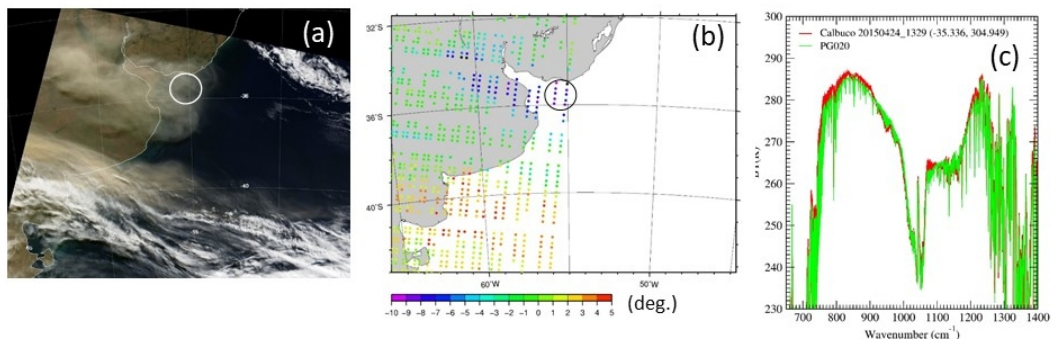 (a)
-36
-40
(b)
32°S
36°S
40°S
60°W
50°W
-10 -9 -8 -7 -6 -5 -4 -3 -2 -1 0 1 2 3 4 5
(deg.)
(c)
Calbuco 20150424_1329 (-35.336, 304.949)
PG020
300
290
280
270
260
250
240
230
700 800 900 1000 1100 1200 1300 1400
Wavenumber (cm⁻¹)